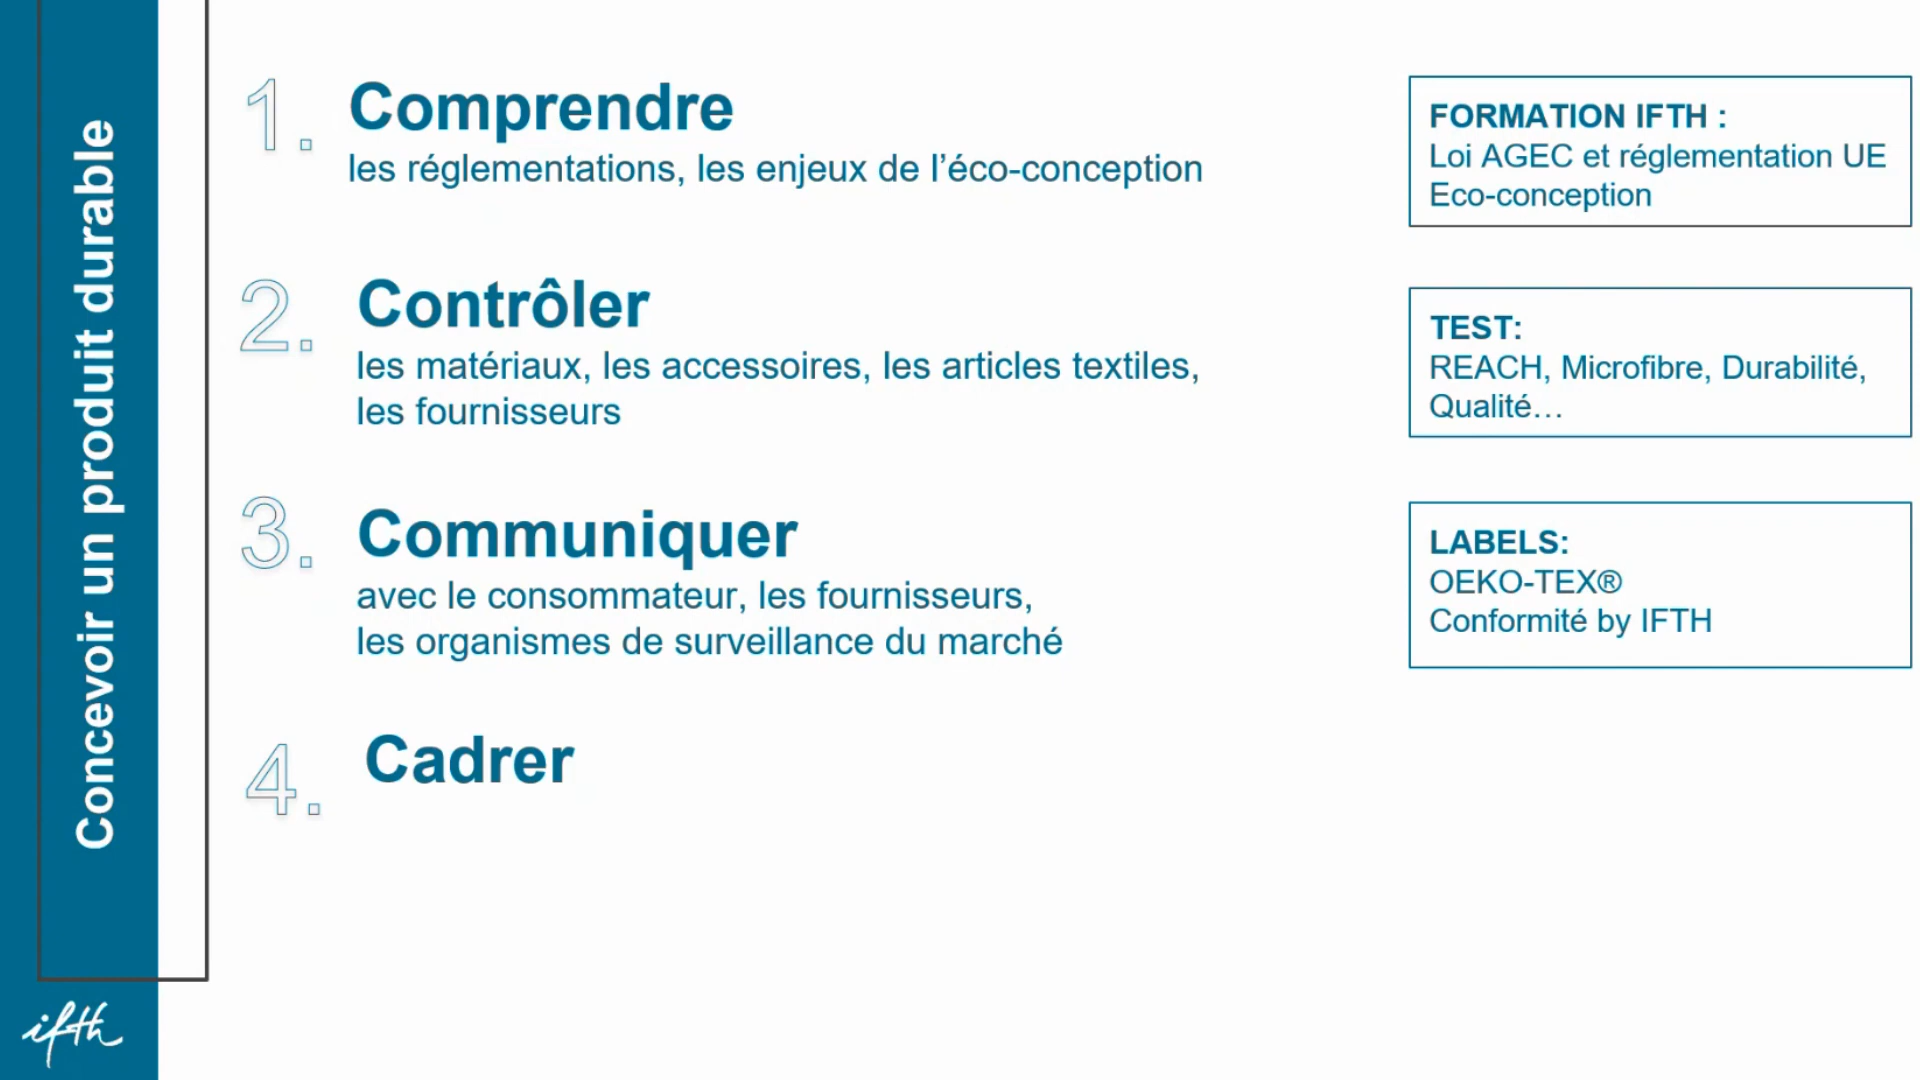 Concevoir un produit durable
1. Comprendre
les réglementations, les enjeux de l’éco-conception
FORMATION IFTH :
Loi AGEC et réglementation UE
Eco-conception
2. Contrôler
les matériaux, les accessoires, les articles textiles,
les fournisseurs
TEST:
REACH, Microfibre, Durabilité,
Qualité…
3. Communiquer
avec le consommateur, les fournisseurs,
les organismes de surveillance du marché
LABELS:
OEKO-TEX®
Conformité by IFTH
4. Cadrer
ifth